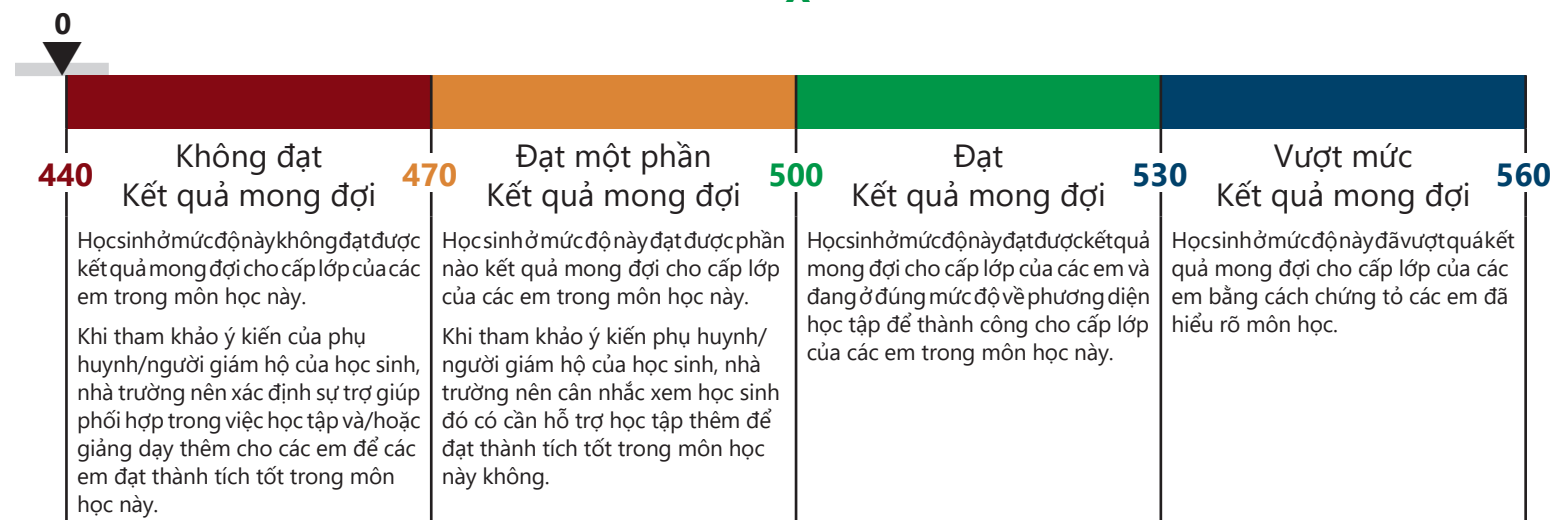 0
440
Không đạt
Kết quả mong đợi
470
Đạt một phần
Kết quả mong đợi
500
Đạt
Kết quả mong đợi
530
Vượt mức
Kết quả mong đợi
560
Học sinh ở mức độ này không đạt được
kết quả mong đợi cho cấp lớp của các
em trong môn học này.
Khi tham khảo ý kiến của phụ
huynh/người giám hộ của học sinh,
nhà trường nên xác định sự trợ giúp
phối hợp trong việc học tập và/hoặc
giảng dạy thêm cho các em để các
em đạt thành tích tốt trong môn
học này.
Học sinh ở mức độ này đạt được phần
nào kết quả mong đợi cho cấp lớp
của các em trong môn học này.
Khi tham khảo ý kiến phụ huynh/
người giám hộ của học sinh, nhà
trường nên cân nhắc xem học sinh
đó có cần hỗ trợ học tập thêm để
đạt thành tích tốt trong môn học
này không.
Học sinh ở mức độ này đạt được kết quả
mong đợi cho cấp lớp của các em và
đang ở đúng mức độ về phương diện
học tập để thành công cho cấp lớp
của các em trong môn học này.
Học sinh ở mức độ này đã vượt quá kết
quả mong đợi cho cấp lớp của các
em bằng cách chứng tỏ các em đã
hiểu rõ môn học.